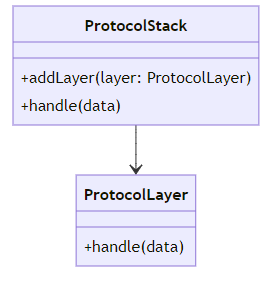 ProtocolStack
+addLayer(layer: ProtocolLayer)
+handle(data)
ProtocolLayer
+handle(data)